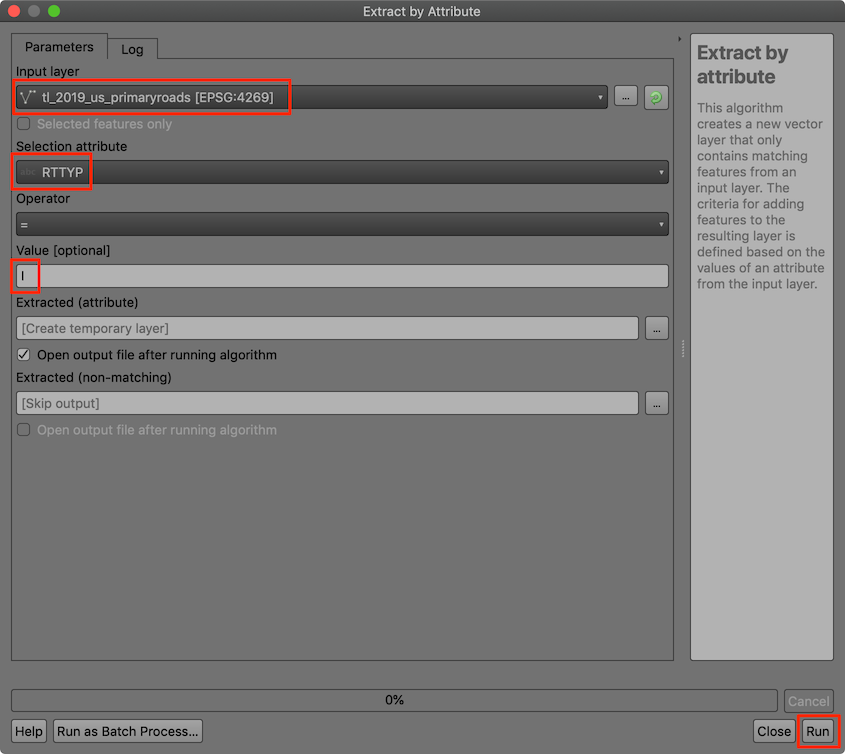 Extract by Attribute
Parameters
Log
Input layer
tl_2019_us_primaryroads [EPSG:4269]
...
Selected features only
Selection attribute
abc RTTYP
Operator
=
Value [optional]
I
Extracted (attribute)
[Create temporary layer]
...
Open output file after running algorithm
Extracted (non-matching)
[Skip output]
...
Open output file after running algorithm
Extract by
attribute
This algorithm
creates a new vector
layer that only
contains matching
features from an
input layer. The
criteria for adding
features to the
resulting layer is
defined based on the
values of an attribute
from the input layer.
0%
Cancel
Help
Run as Batch Process...
Close
Run